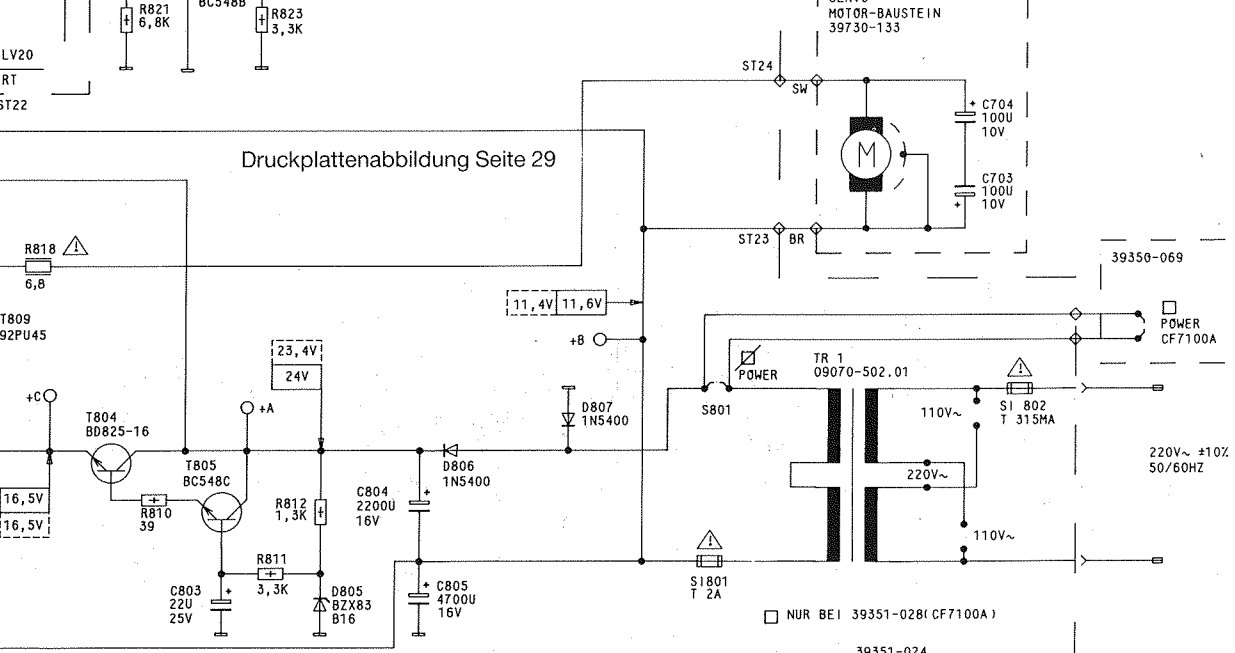 R821
6,8K
BC548B
R823
3,3K
MOTOR-BAUSTEIN
39730-133
LV20
RT
ST22
ST24
SW
C704
100U
10V
M
C703
100U
10V
Druckplattenabbildung Seite 29
ST23
BR
R818
6,8
39350-069
11,4V
11,6V
T809
92PU45
+B
POWER
CF7100A
23,4V
24V
TR 1
09070-502.01
POWER
S801
110V~
SI 802
T 315MA
+C
+A
T804
BD825-16
D807
1N5400
T805
BC548C
D806
1N5400
220V~ ±10%
50/60HZ
220V~
16,5V
16,5V
R810
39
R812
1,3K
C804
2200U
16V
110V~
R811
3,3K
SI801
T 2A
C803
22U
25V
D805
BZX83
B16
C805
4700U
16V
NUR BEI 39351-028(CF7100A)
39351-024